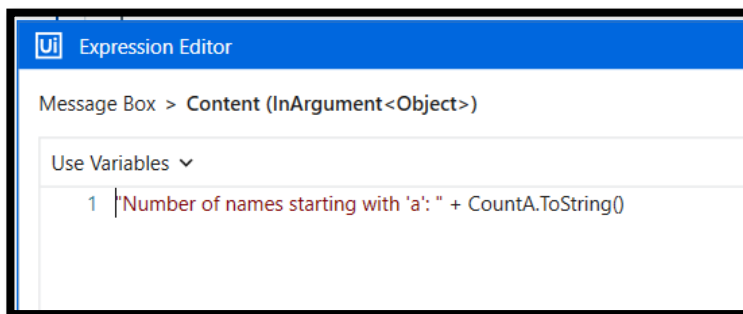 Ui Expression Editor
Message Box > Content (InArgument<Object>)
Use Variables
1 "Number of names starting with 'a': " + CountA.ToString()